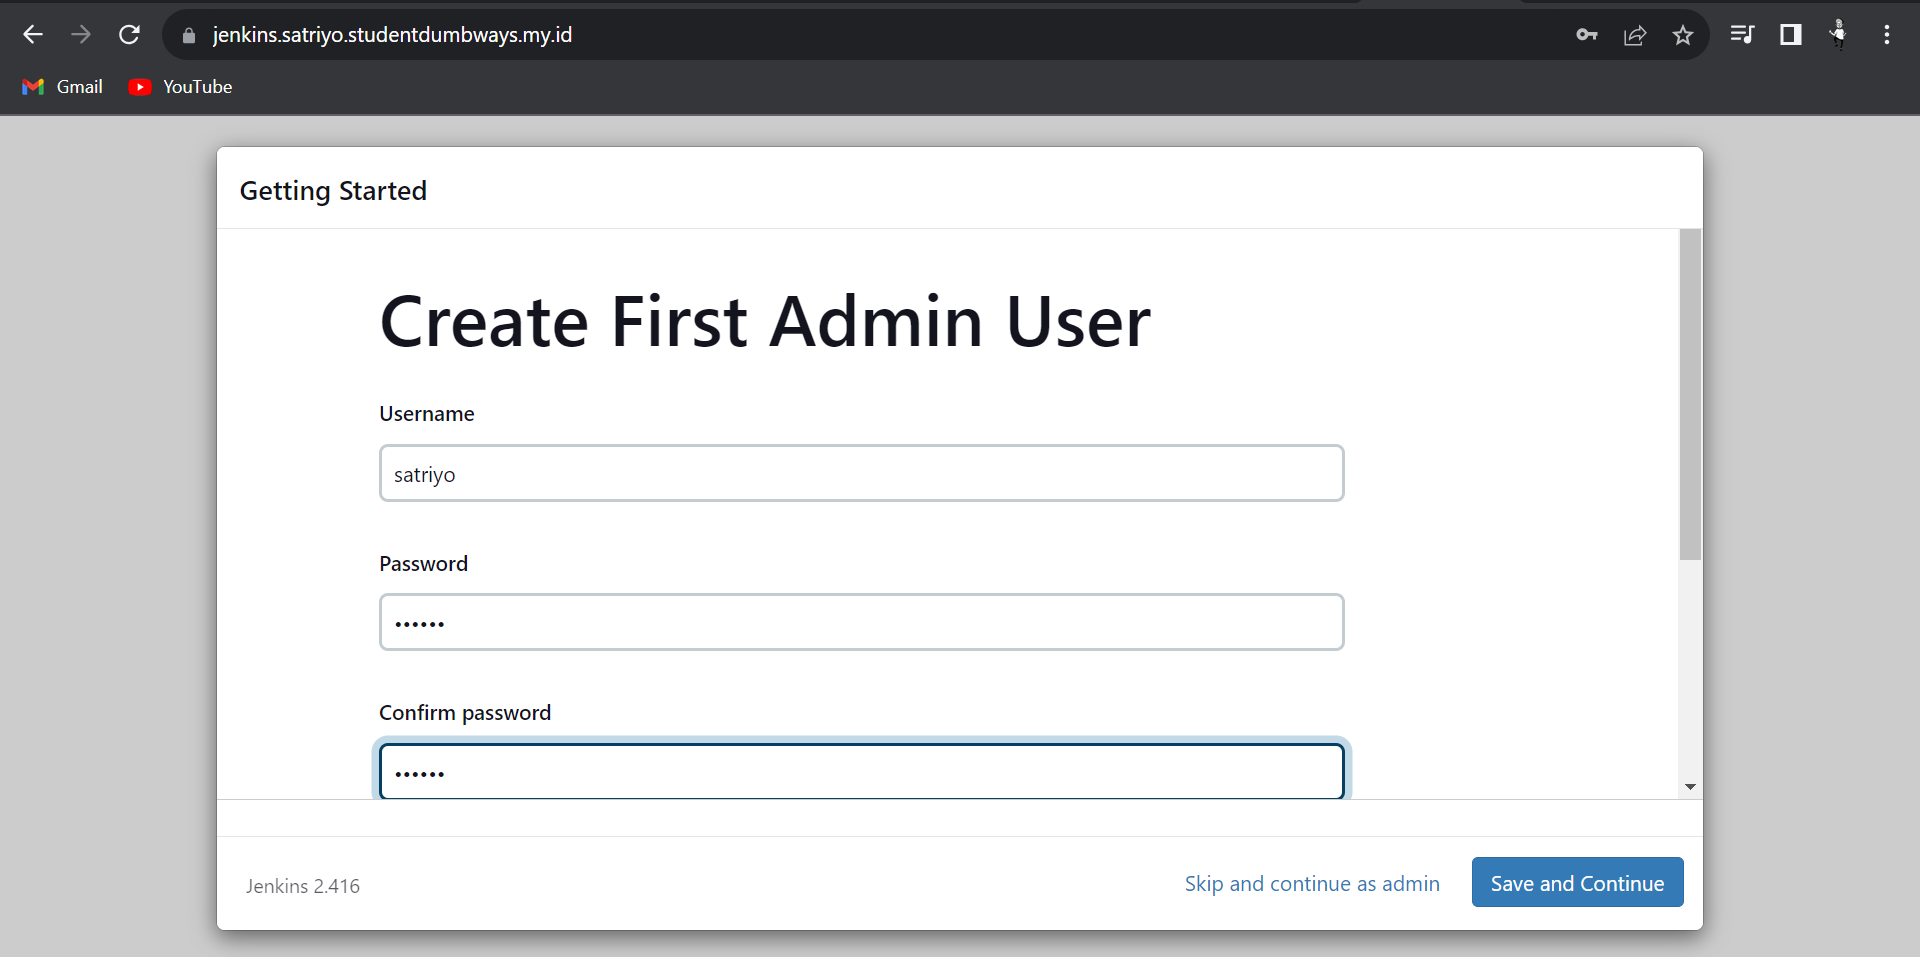 jenkins.satriyo.studentdumbways.my.id
Gmail YouTube
Getting Started
Create First Admin User
Username
satriyo
Password
••••••
Confirm password
••••••
Jenkins 2.416 Skip and continue as admin Save and Continue